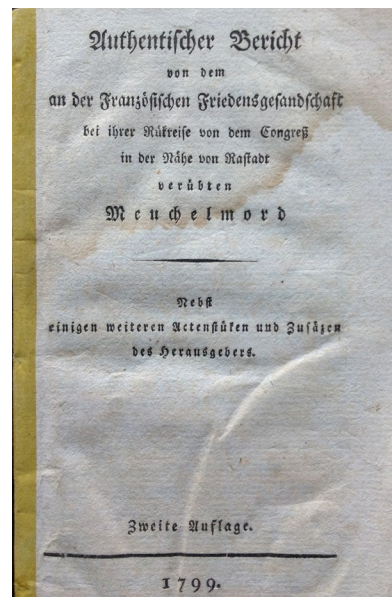 Authentischer Bericht
von dem
an der Französischen Friedensgesandschaft
bei ihrer Rükreise von dem Congreß
in der Nähe von Rastadt
verübten
Meuchelmord
Nebst
einigen weiteren Actenstüken und Zusäzen
des Herausgebers.
Zweite Auflage.
1799.